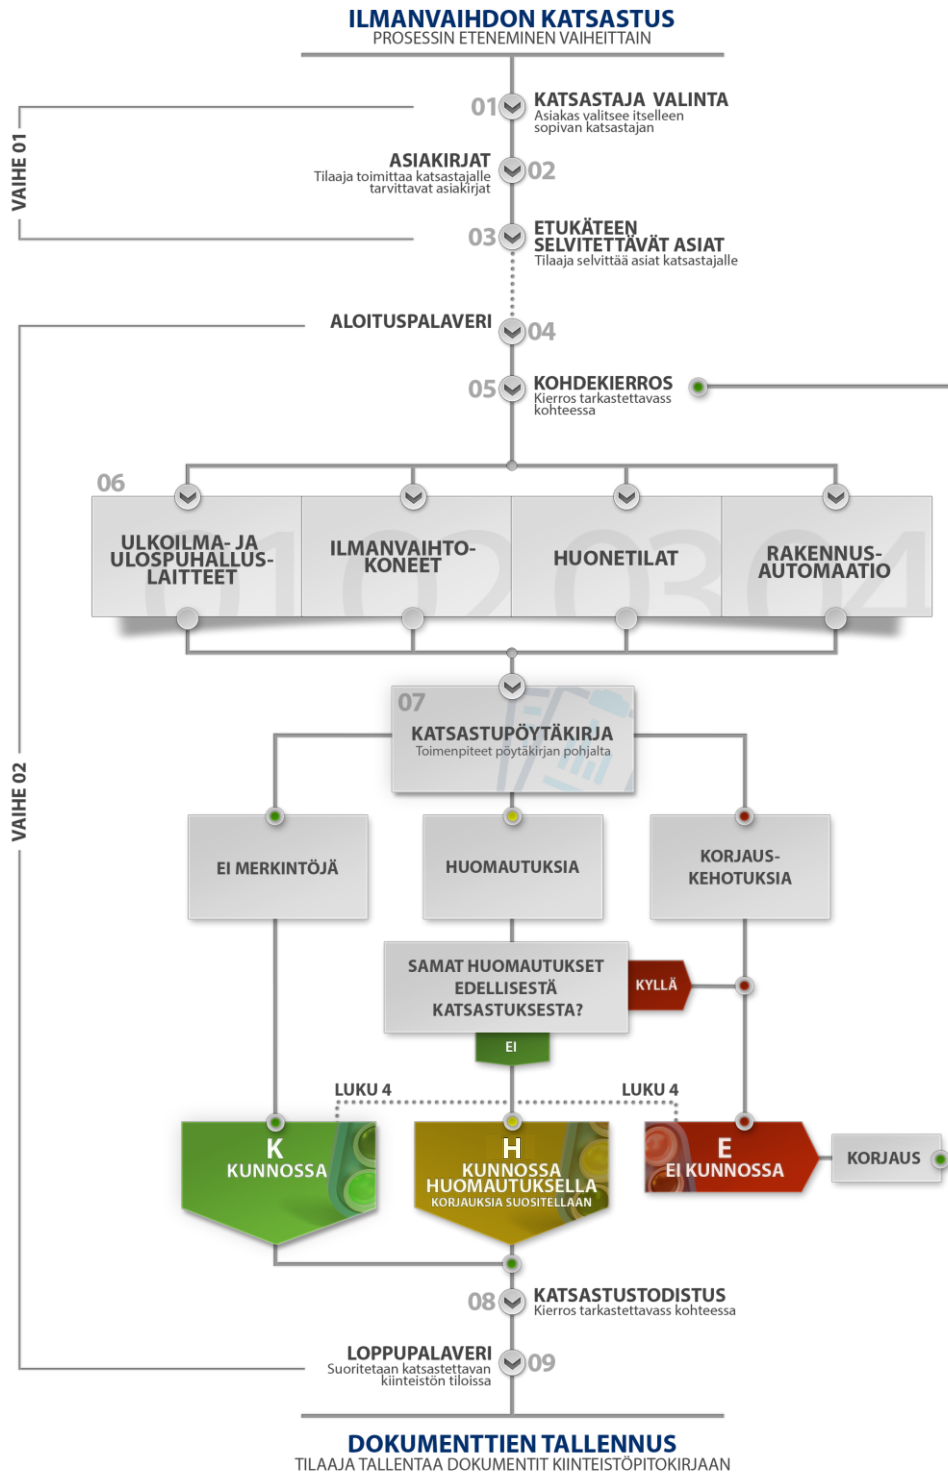 ILMANVAIHDON KATSASTUS
PROSESSIN ETENEMINEN VAIHEITTAIN
VAIHE 01
01
KATSASTAJA VALINTA
Asiakas valitsee itselleen
sopivan katsastajan
ASIAKIRJAT
Tilaaja toimittaa katsastajalle
tarvittavat asiakirjat
02
03
ETUKÄTEEN
SELVITETTÄVÄT ASIAT
Tilaaja selvittää asiat katsastajalle
VAIHE 02
ALOITUSPALAVERI
04
05
KOHDEKIERROS
Kierros tarkastettavass
kohteessa
06
01
ULKOILMA- JA
ULOSPUHALLUS-
LAITTEET
02
ILMANVAIHTO-
KONEET
03
HUONETILAT
04
RAKENNUS-
AUTOMAATIO
07
KATSASTUPÖYTÄKIRJA
Toimenpiteet pöytäkirjan pohjalta
EI MERKINTÖJÄ
HUOMAUTUKSIA
KORJAUS-
KEHOTUKSIA
SAMAT HUOMAUTUKSET
EDELLISESTÄ
KATSASTUKSESTA?
KYLLÄ
EI
LUKU 4
LUKU 4
K
KUNNOSSA
H
KUNNOSSA
HUOMAUTUKSELLA
KORJAUKSIA SUOSITELLAAN
E
EI KUNNOSSA
KORJAUS
08
KATSASTUSTODISTUS
Kierros tarkastettavass kohteessa
LOPPUPALAVERI
Suoritetaan katsastettavan
kiinteistön tiloissa
09
DOKUMENTTIEN TALLENNUS
TILAAJA TALLENTAA DOKUMENTIT KIINTEISTÖPITOKIRJAAN